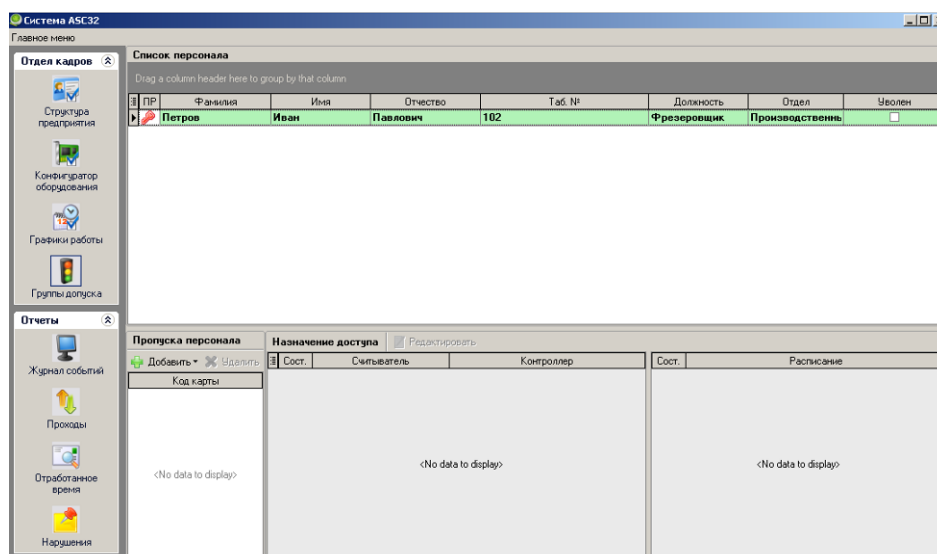 Система ASC32
Главное меню
Отдел кадров
Структура
предприятия
Конфигуратор
оборудования
Графики работы
Группы допуска
Отчеты
Журнал событий
Проходы
Отработанное
время
Нарушения
Список персонала
Drag a column header here to group by that column
ПР Фамилия Имя Отчество Таб. № Должность Отдел Уволен
Петров Иван Павлович 102 Фрезеровщик Производственнь
Пропуска персонала
Добавить Удалить
Код карты
<No data to display>
Назначение доступа Редактировать
Сост. Считыватель Контроллер
<No data to display>
Сост. Расписание
<No data to display>